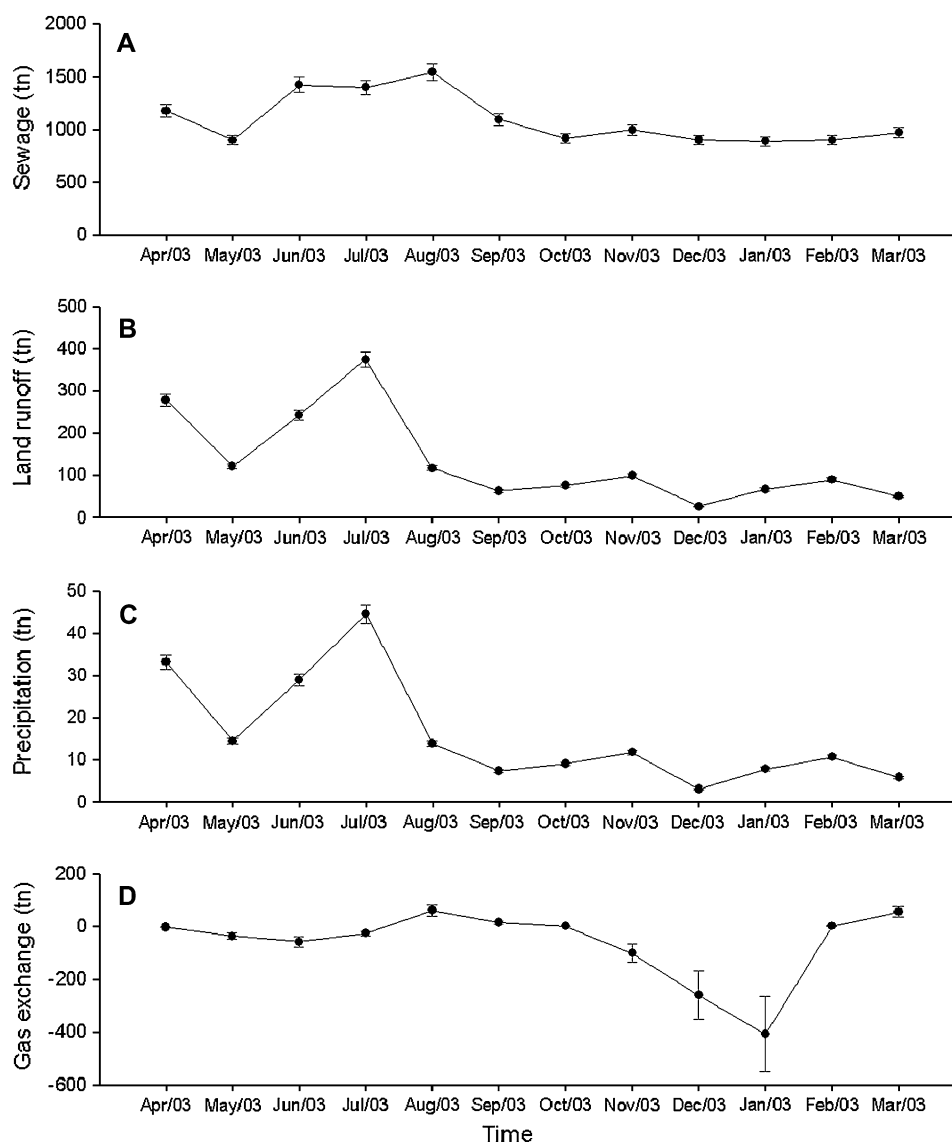 A
Sewage (tn)
2000
1500
1000
500
0
Apr/03 May/03 Jun/03 Jul/03 Aug/03 Sep/03 Oct/03 Nov/03 Dec/03 Jan/03 Feb/03 Mar/03
B
Land runoff (tn)
500
400
300
200
100
0
Apr/03 May/03 Jun/03 Jul/03 Aug/03 Sep/03 Oct/03 Nov/03 Dec/03 Jan/03 Feb/03 Mar/03
C
Precipitation (tn)
50
40
30
20
10
0
Apr/03 May/03 Jun/03 Jul/03 Aug/03 Sep/03 Oct/03 Nov/03 Dec/03 Jan/03 Feb/03 Mar/03
D
Gas exchange (tn)
200
0
-200
-400
-600
Apr/03 May/03 Jun/03 Jul/03 Aug/03 Sep/03 Oct/03 Nov/03 Dec/03 Jan/03 Feb/03 Mar/03
Time